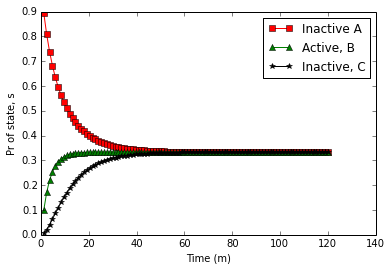 0.9
0.8
0.7
0.6
0.5
0.4
0.3
0.2
0.1
0.0
Pr of state, s
Inactive A
Active, B
Inactive, C
0 20 40 60 80 100 120 140
Time (m)